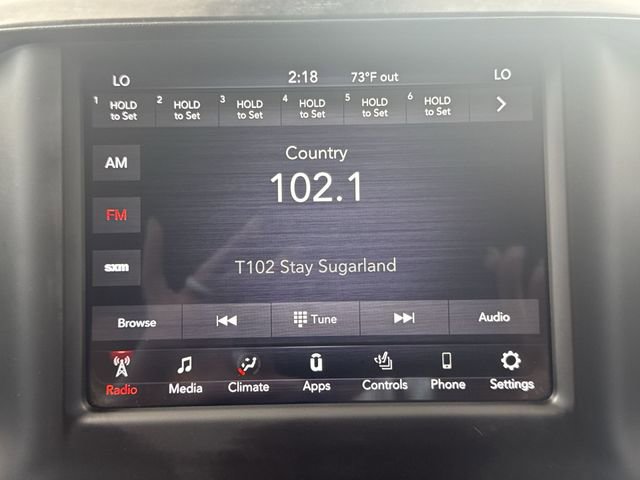 LO 2:18 73°F out LO
1 HOLD to Set 2 HOLD to Set 3 HOLD to Set 4 HOLD to Set 5 HOLD to Set 6 HOLD to Set
AM
Country
102.1
FM
sxm
T102 Stay Sugarland
Browse Tune Audio
Radio Media Climate Apps Controls Phone Settings